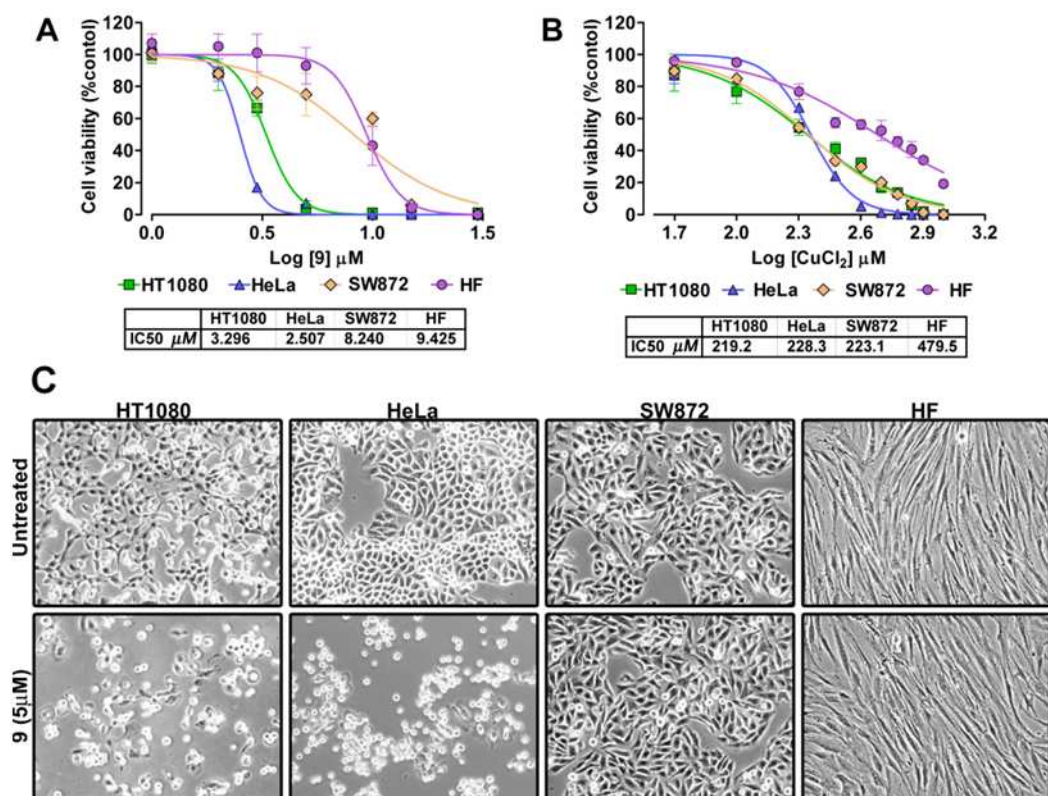 A
Cell viability (%contol)
120
100
80
60
40
20
0
0.0 0.5 1.0 1.5
Log [9] μM
HT1080 HeLa SW872 HF
HT1080 HeLa SW872 HF
IC50 μM 3.296 2.507 8.240 9.425
B
Cell viability (%contol)
120
100
80
60
40
20
0
1.7 2.0 2.3 2.6 2.9 3.2
Log [CuCl₂] μM
HT1080 HeLa SW872 HF
HT1080 HeLa SW872 HF
IC50 μM 219.2 228.3 223.1 479.5
C
HT1080 HeLa SW872 HF
Untreated
9 (5μM)